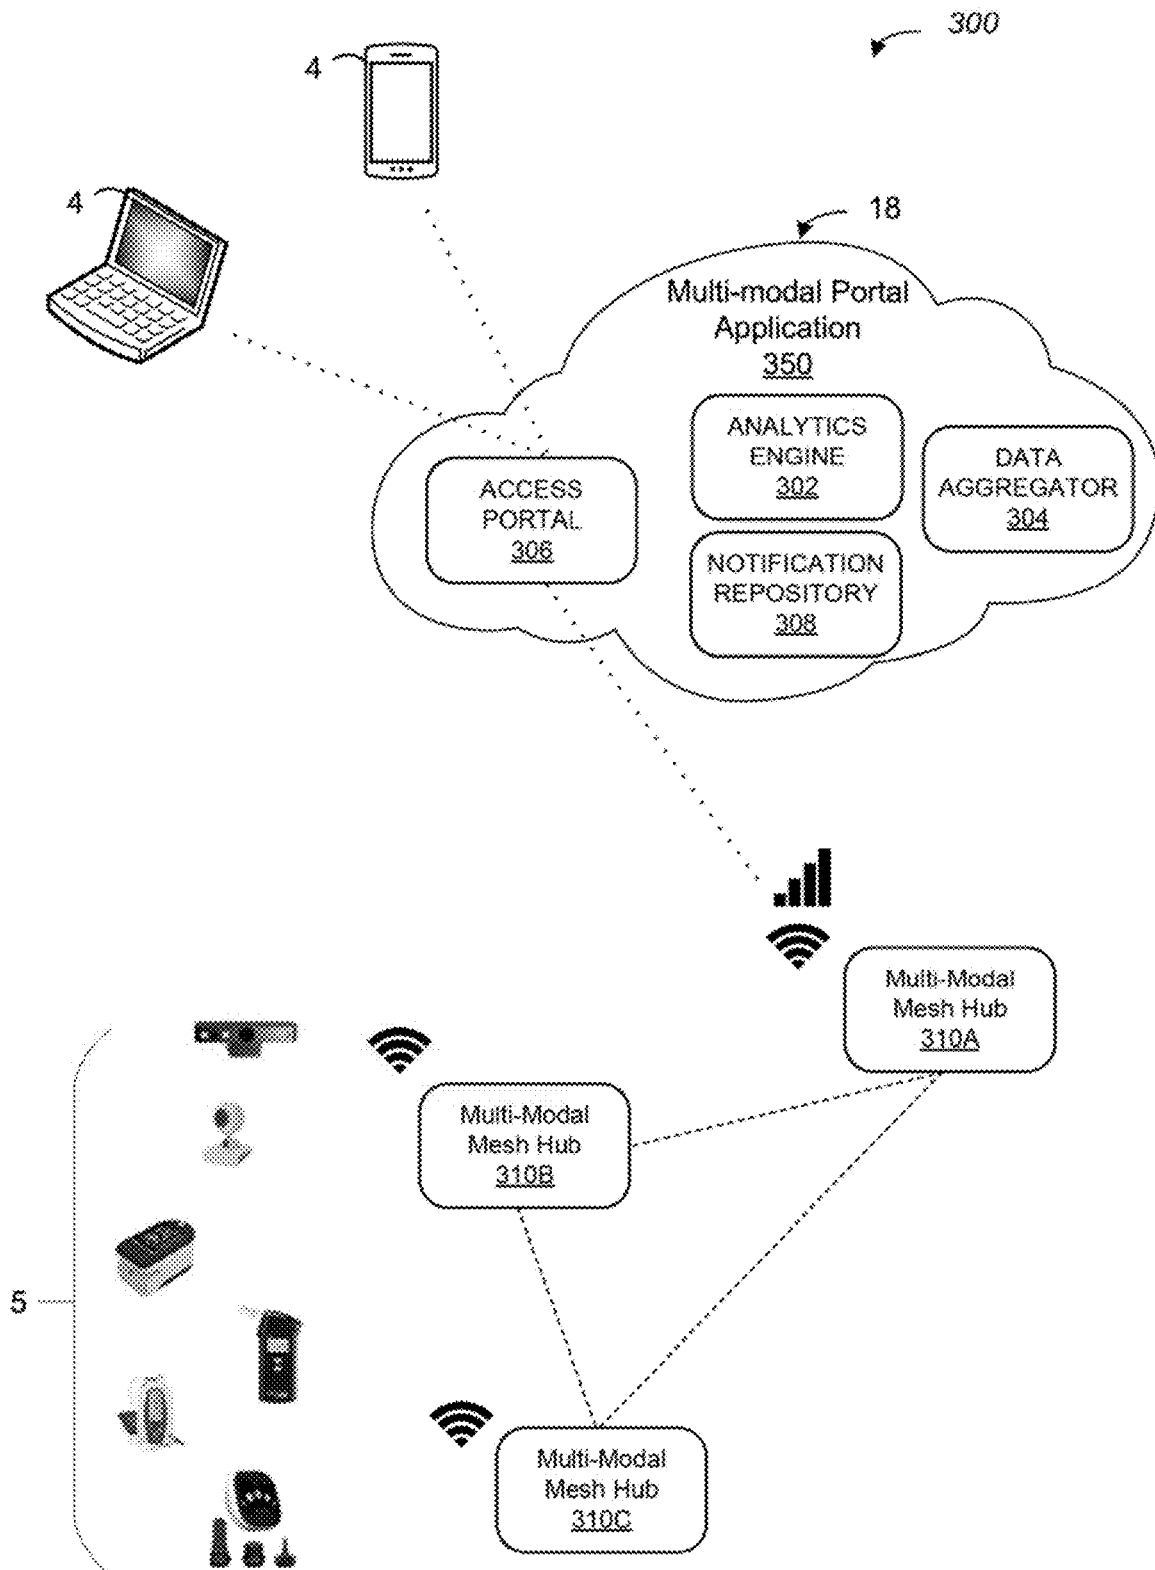 300
4
4
18
Multi-modal Portal
Application
350
ANALYTICS
ENGINE
302
DATA
AGGREGATOR
304
ACCESS
PORTAL
306
NOTIFICATION
REPOSITORY
308
Multi-Modal
Mesh Hub
310A
Multi-Modal
Mesh Hub
310B
5
Multi-Modal
Mesh Hub
310C